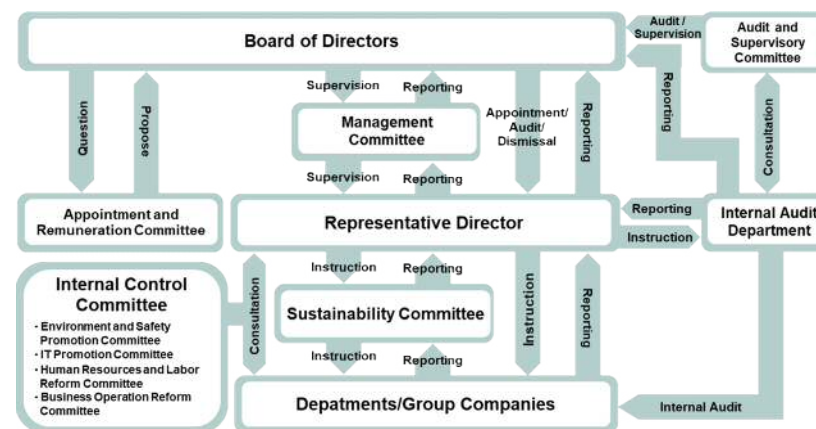 Board of Directors
Audit /
Supervision
Audit and
Supervisory
Committee
Question
Propose
Supervision
Reporting
Appointment/
Audit/
Dismissal
Reporting
Reporting
Consultation
Management
Committee
Supervision
Reporting
Appointment and
Remuneration Committee
Representative Director
Reporting
Instruction
Internal Audit
Department
Internal Control
Committee
- Environment and Safety
Promotion Committee
- IT Promotion Committee
- Human Resources and Labor
Reform Committee
- Business Operation Reform
Committee
Consultation
Instruction
Reporting
Instruction
Reporting
Sustainability Committee
Instruction
Reporting
Depatments/Group Companies
Internal Audit